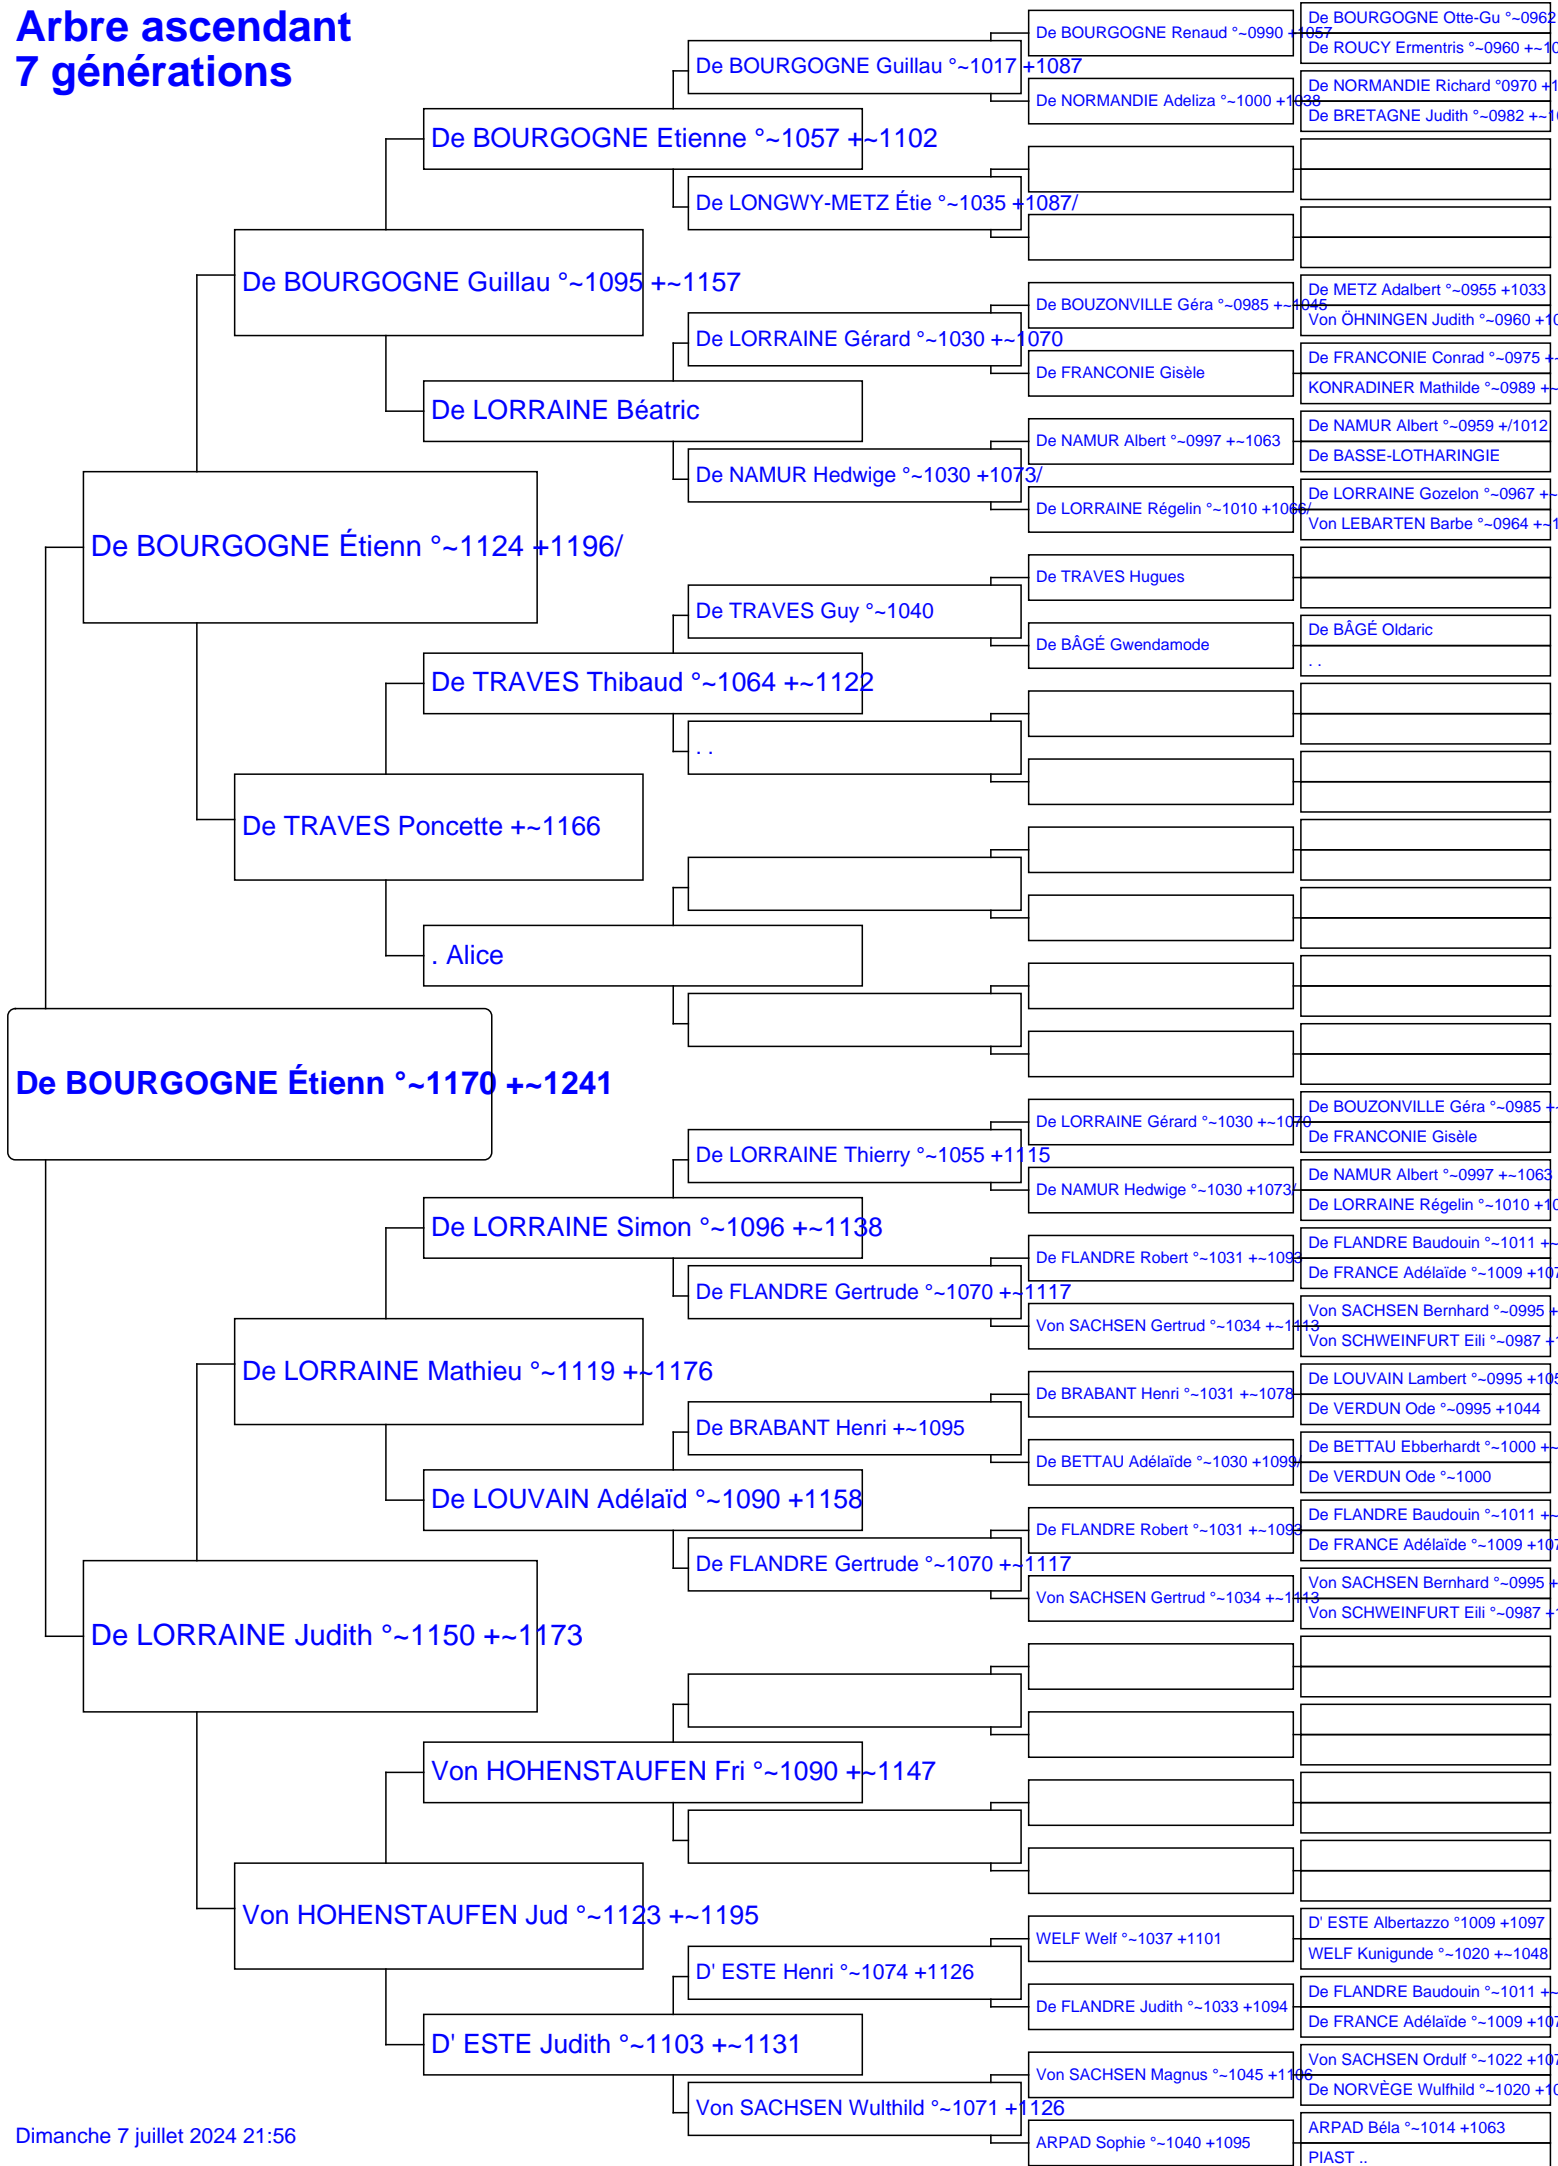 Arbre ascendant
7 générations
De BOURGOGNE Otte-Gu °~0962
De BOURGOGNE Renaud °~0990 +1057
De ROUCY Ermentris °~0960 +~10
De BOURGOGNE Guillau °~1017 +1087
De NORMANDIE Richard °0970 +1
De NORMANDIE Adeliza °~1000 +1038
De BRETAGNE Judith °~0982 +~1
De BOURGOGNE Etienne °~1057 +~1102
De LONGWY-METZ Étie °~1035 +1087/
De BOURGOGNE Guillau °~1095 +~1157
De METZ Adalbert °~0955 +1033
De BOUZONVILLE Géra °~0985 +~1045
Von ÖHNINGEN Judith °~0960 +10
De LORRAINE Gérard °~1030 +~1070
De FRANCONIE Conrad °~0975 +~
De FRANCONIE Gisèle
KONRADINER Mathilde °~0989 +~
De LORRAINE Béatric
De NAMUR Albert °~0959 +/1012
De NAMUR Albert °~0997 +~1063
De BASSE-LOTHARINGIE
De NAMUR Hedwige °~1030 +1073/
De LORRAINE Gozelon °~0967 +~
De LORRAINE Régelin °~1010 +1066/
Von LEBARTEN Barbe °~0964 +~1
De BOURGOGNE Étienn °~1124 +1196/
De TRAVES Hugues
De TRAVES Guy °~1040
De BÂGÉ Oldaric
De BÂGÉ Gwendamode
. .
De TRAVES Thibaud °~1064 +~1122
. .
De TRAVES Poncette +~1166
. Alice
De BOURGOGNE Étienn °~1170 +~1241
De BOUZONVILLE Géra °~0985 +~
De LORRAINE Gérard °~1030 +~1070
De FRANCONIE Gisèle
De LORRAINE Thierry °~1055 +1115
De NAMUR Albert °~0997 +~1063
De NAMUR Hedwige °~1030 +1073/
De LORRAINE Régelin °~1010 +10
De LORRAINE Simon °~1096 +~1138
De FLANDRE Baudouin °~1011 +~
De FLANDRE Robert °~1031 +~1093
De FRANCE Adélaïde °~1009 +107
De FLANDRE Gertrude °~1070 +~1117
Von SACHSEN Bernhard °~0995 +
Von SACHSEN Gertrud °~1034 +~1113
Von SCHWEINFURT Eili °~0987 +1
De LORRAINE Mathieu °~1119 +~1176
De LOUVAIN Lambert °~0995 +105
De BRABANT Henri °~1031 +~1078
De VERDUN Ode °~0995 +1044
De BRABANT Henri +~1095
De BETTAU Ebberhardt °~1000 +~
De BETTAU Adélaïde °~1030 +1099/
De VERDUN Ode °~1000
De LOUVAIN Adélaïd °~1090 +1158
De FLANDRE Baudouin °~1011 +~
De FLANDRE Robert °~1031 +~1093
De FRANCE Adélaïde °~1009 +107
De FLANDRE Gertrude °~1070 +~1117
Von SACHSEN Bernhard °~0995 +
Von SACHSEN Gertrud °~1034 +~1113
Von SCHWEINFURT Eili °~0987 +1
De LORRAINE Judith °~1150 +~1173
Von HOHENSTAUFEN Fri °~1090 +~1147
Von HOHENSTAUFEN Jud °~1123 +~1195
D' ESTE Albertazzo °1009 +1097
WELF Welf °~1037 +1101
WELF Kunigunde °~1020 +~1048
D' ESTE Henri °~1074 +1126
De FLANDRE Baudouin °~1011 +~
De FLANDRE Judith °~1033 +1094
De FRANCE Adélaïde °~1009 +107
D' ESTE Judith °~1103 +~1131
Von SACHSEN Ordulf °~1022 +107
Von SACHSEN Magnus °~1045 +1106
De NORVÈGE Wulfhild °~1020 +10
Von SACHSEN Wulthild °~1071 +1126
ARPAD Béla °~1014 +1063
ARPAD Sophie °~1040 +1095
PIAST ..
Dimanche 7 juillet 2024 21:56